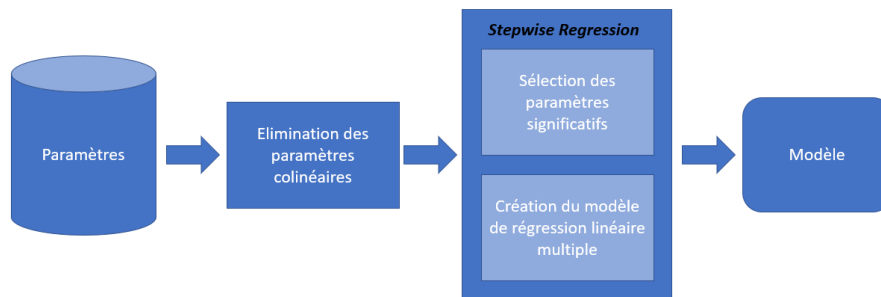 Stepwise Regression
Sélection des
paramètres
significatifs
Paramètres
Elimination des
paramètres
colinéaires
Modèle
Création du modèle
de régression linéaire
multiple